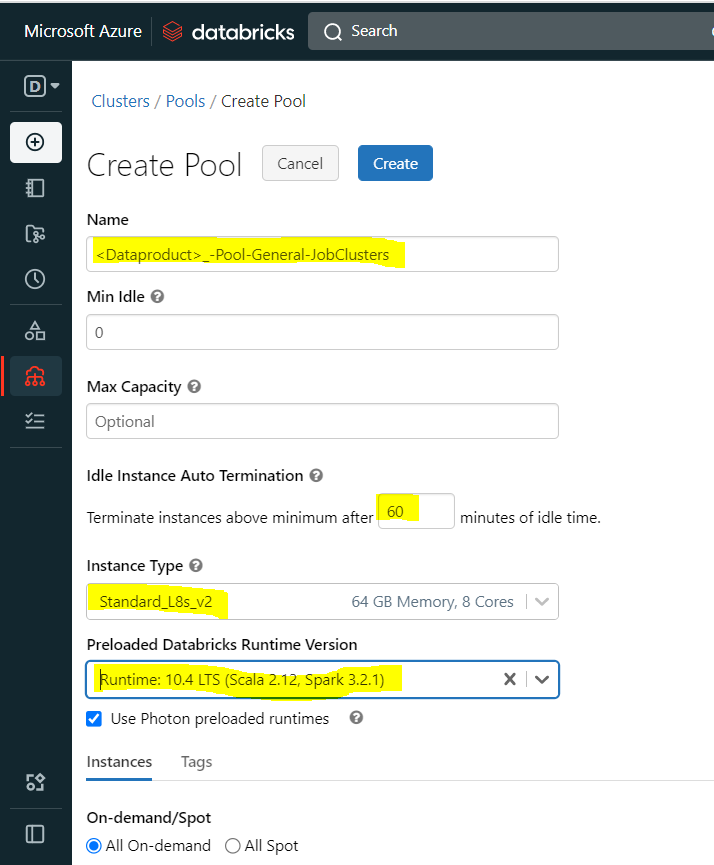 Microsoft Azure databricks Search
D
Clusters / Pools / Create Pool
Create Pool Cancel Create
Name
<Dataproduct>_-Pool-General-JobClusters
Min Idle ?
0
Max Capacity ?
Optional
Idle Instance Auto Termination ?
Terminate instances above minimum after 60 minutes of idle time.
Instance Type ?
Standard_L8s_v2 64 GB Memory, 8 Cores
Preloaded Databricks Runtime Version
Runtime: 10.4 LTS (Scala 2.12, Spark 3.2.1)
Use Photon preloaded runtimes ?
Instances Tags
On-demand/Spot
All On-demand All Spot